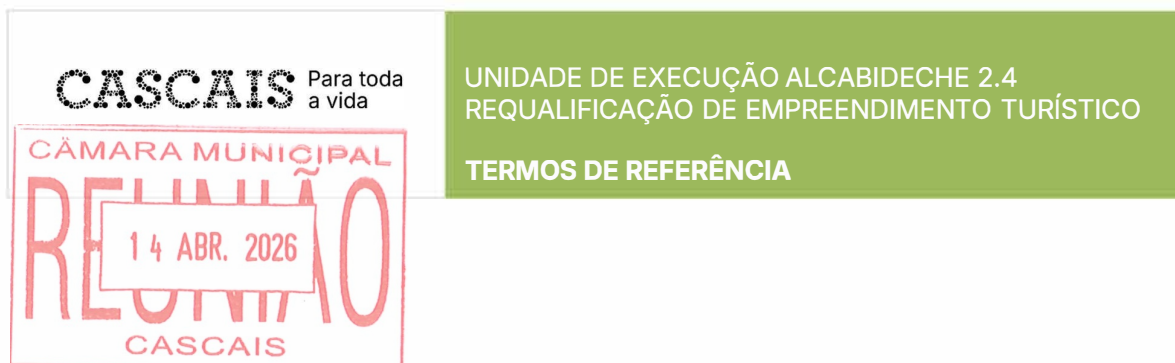 CASCAIS Para toda
a vida
UNIDADE DE EXECUÇÃO ALCABIDECHE 2.4
REQUALIFICAÇÃO DE EMPREENDIMENTO TURÍSTICO
TERMOS DE REFERÊNCIA
CÂMARA MUNICIPAL
REUNIÃO
14 ABR. 2026
CASCAIS